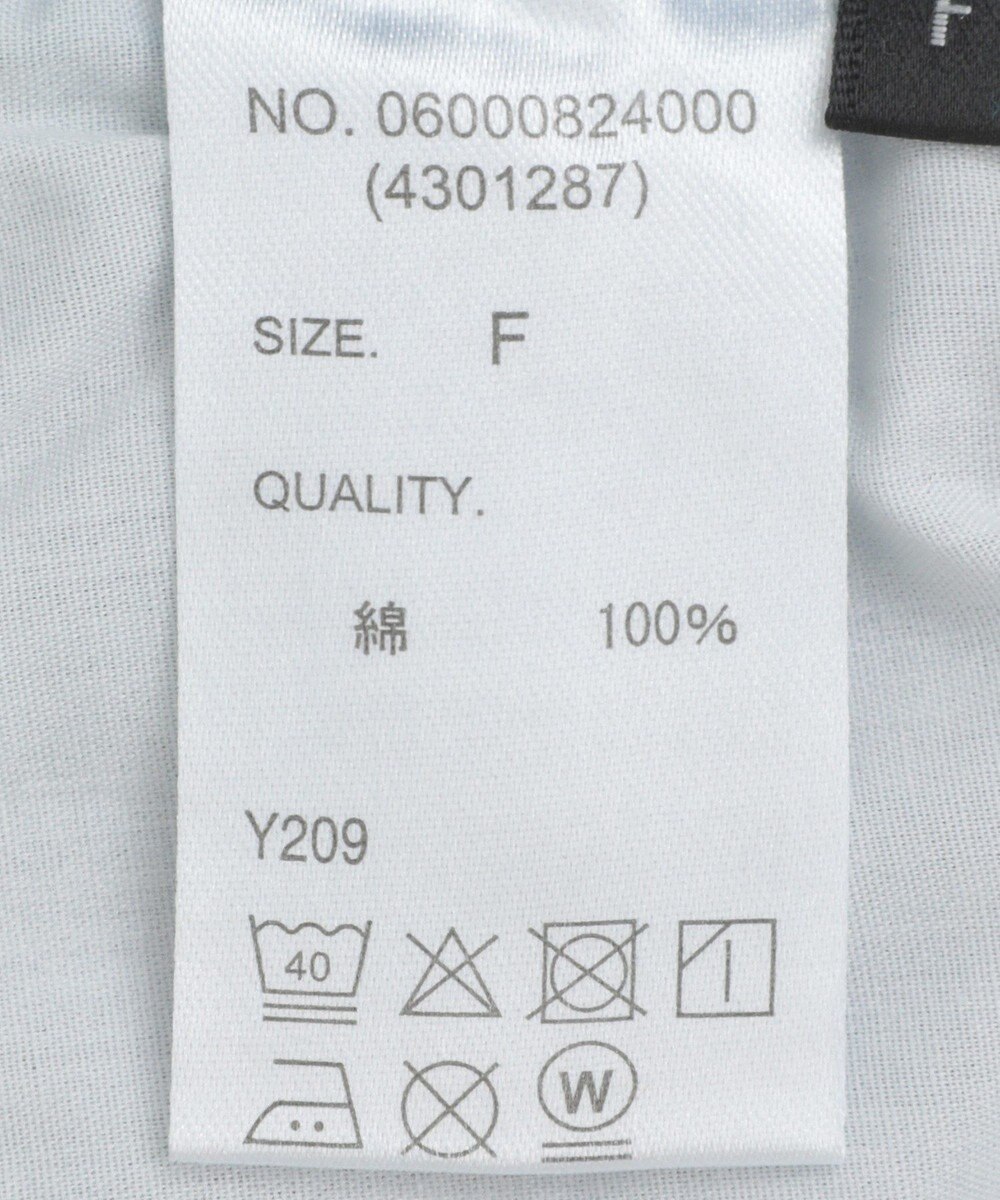 NO. 06000824000
(4301287)
SIZE. F
QUALITY.
綿 100%
Y209
40
W